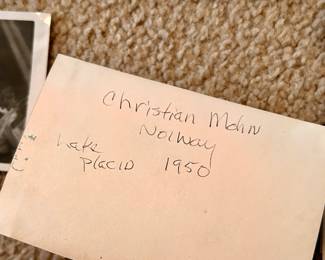 Christian Mohn
Norway
Lake
Placid 1950